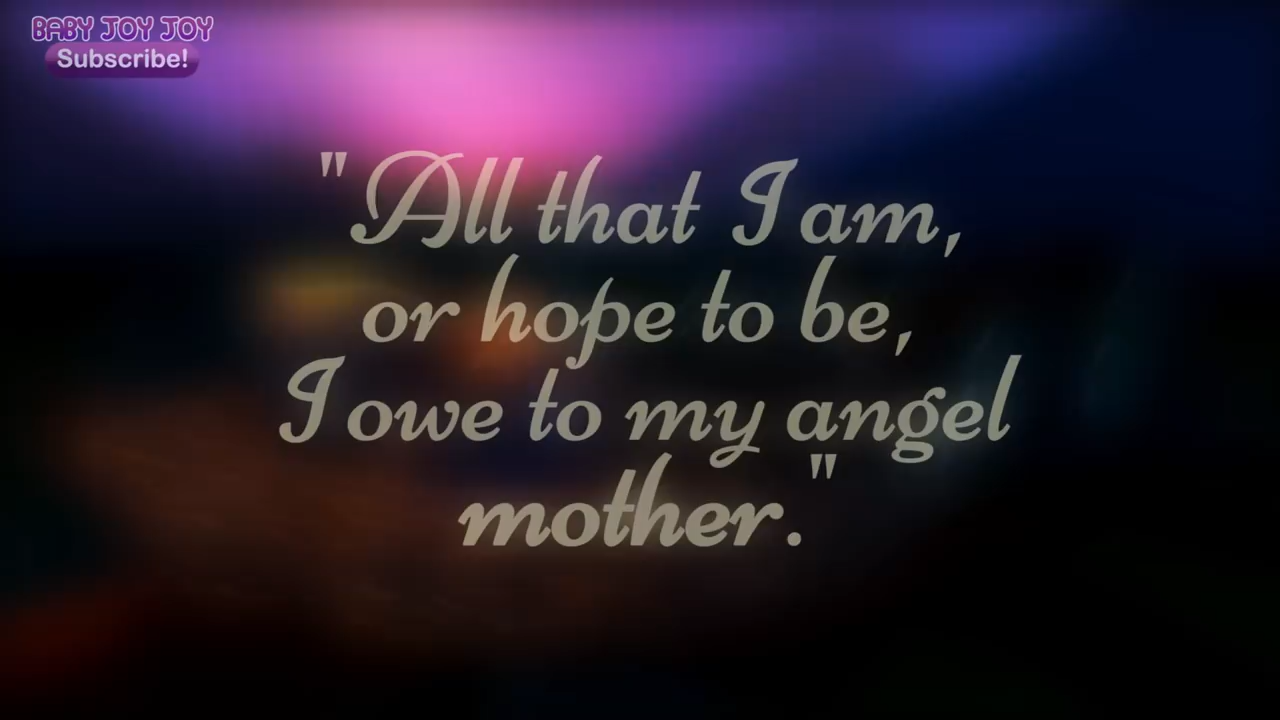 BABY JOY JOY
Subscribe!
"All that I am,
or hope to be,
I owe to my angel
mother."